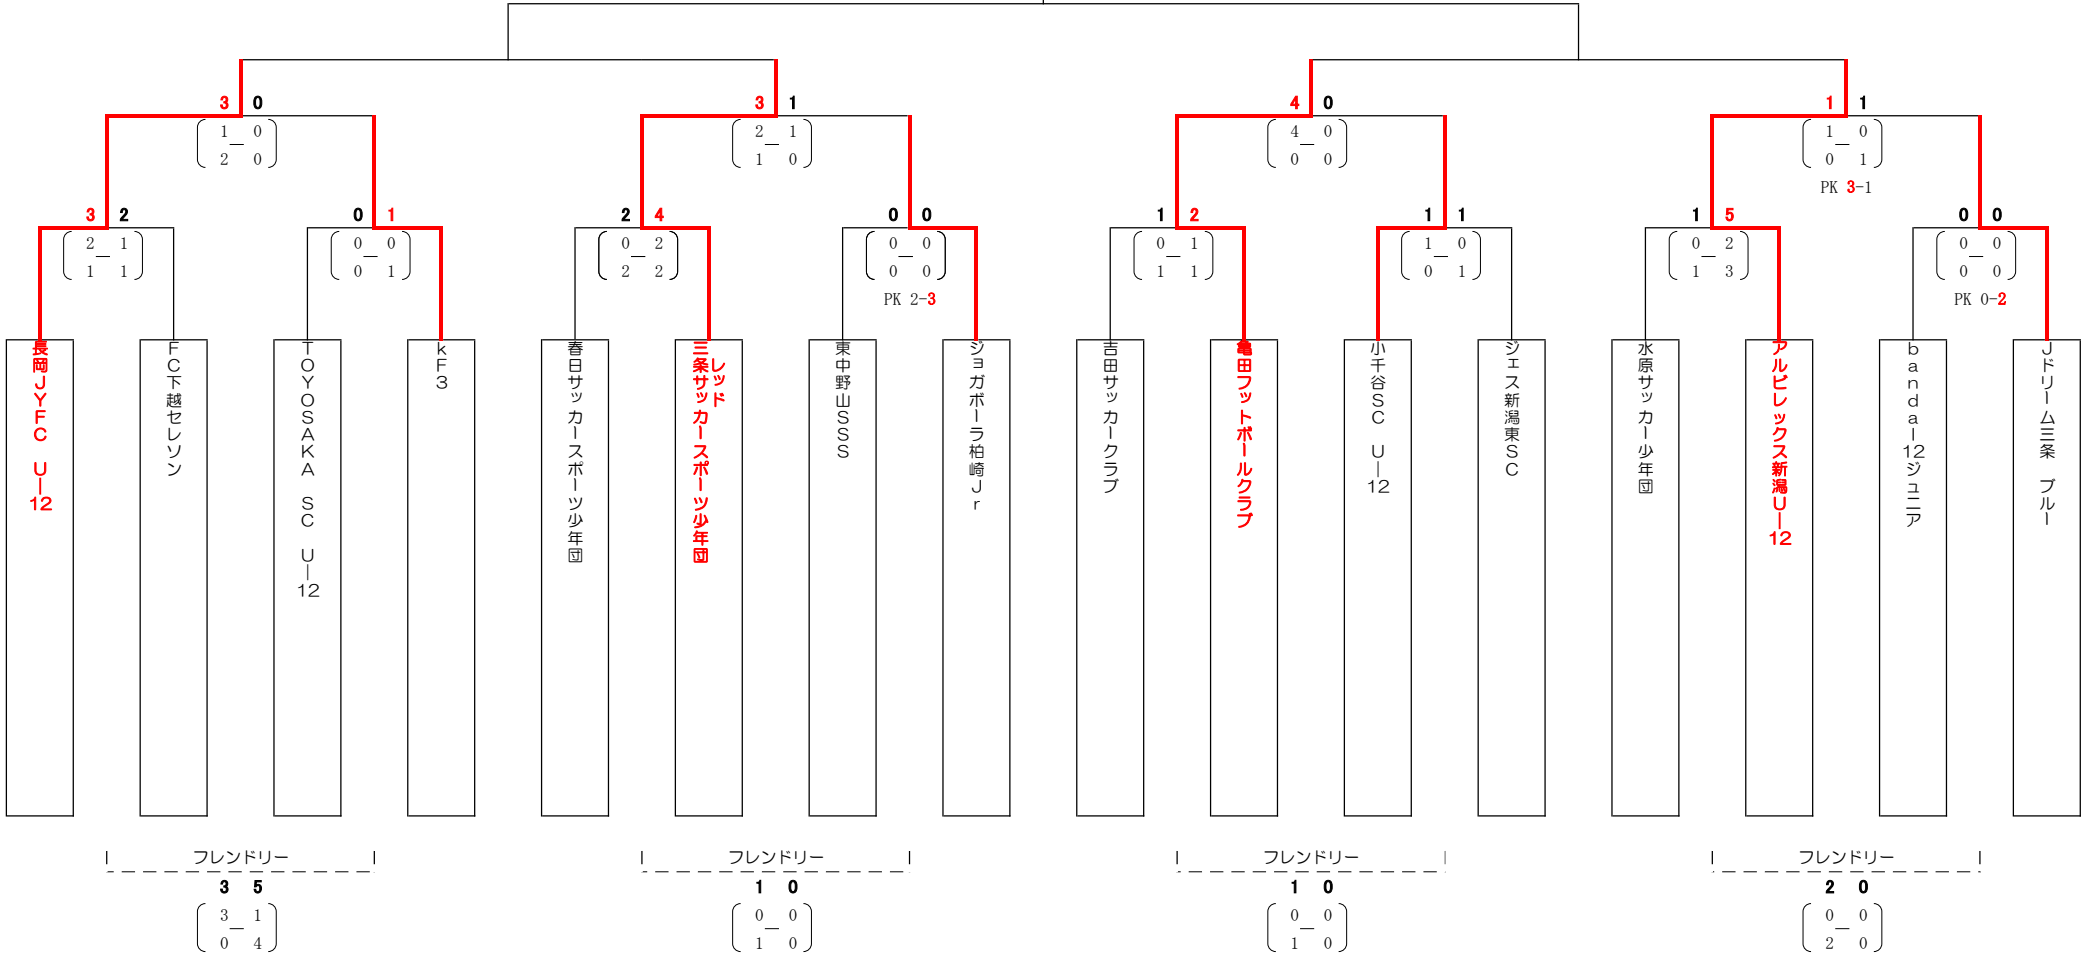 3 0
1 － 0
2 0
3 1
2 － 1
1 0
4 0
4 － 0
0 0
1 1
1 － 0
0 1
PK 3-1
3 2
2 － 1
1 1
0 1
0 － 0
0 1
2 4
0 － 2
2 2
0 0
0 － 0
0 0
PK 2-3
1 2
0 － 1
1 1
1 1
1 － 0
0 1
1 5
0 － 2
1 3
0 0
0 － 0
0 0
PK 0-2
長岡JYFC U－12
FC下越セレソン
TOYOSAKA SC U－12
kF3
春日サッカースポーツ少年団
三条サッカースポーツ少年団
レッド
東中野山SSS
ジョガボーラ柏崎Jr
吉田サッカークラブ
亀田フットボールクラブ
小千谷SC U－12
ジェス新潟東SC
水原サッカー少年団
アルビレックス新潟U－12
bandai12ジュニア
Jドリーム三条 ブルー
フレンドリー
3 5
3 － 1
0 4
フレンドリー
1 0
0 － 0
1 0
フレンドリー
1 0
0 － 0
1 0
フレンドリー
2 0
0 － 0
2 0